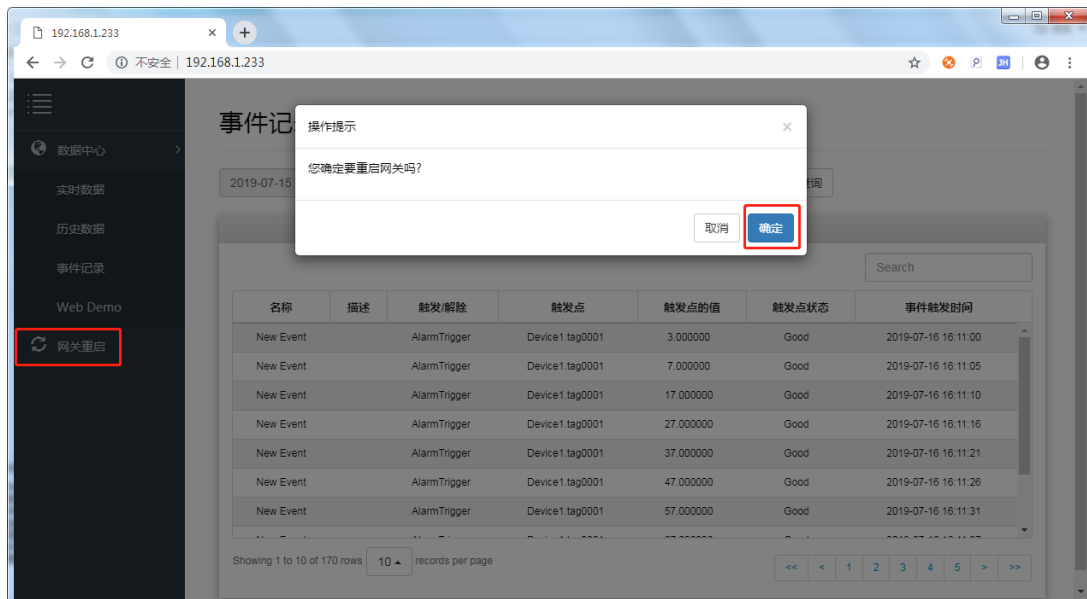 192.168.1.233
不安全 192.168.1.233
JH
事件记
操作提示
您确定要重启网关吗?
取消 确定
数据中心
实时数据
历史数据
事件记录
Web Demo
网关重启
2019-07-15
询
Search
名称 描述 触发/解除 触发点 触发点的值 触发点状态 事件触发时间
New Event AlarmTrigger Device1.tag0001 3.000000 Good 2019-07-16 16:11:00
New Event AlarmTrigger Device1.tag0001 7.000000 Good 2019-07-16 16:11:05
New Event AlarmTrigger Device1.tag0001 17.000000 Good 2019-07-16 16:11:10
New Event AlarmTrigger Device1.tag0001 27.000000 Good 2019-07-16 16:11:16
New Event AlarmTrigger Device1.tag0001 37.000000 Good 2019-07-16 16:11:21
New Event AlarmTrigger Device1.tag0001 47.000000 Good 2019-07-16 16:11:26
New Event AlarmTrigger Device1.tag0001 57.000000 Good 2019-07-16 16:11:31
Showing 1 to 10 of 170 rows 10 records per page
<< < 1 2 3 4 5 > >>